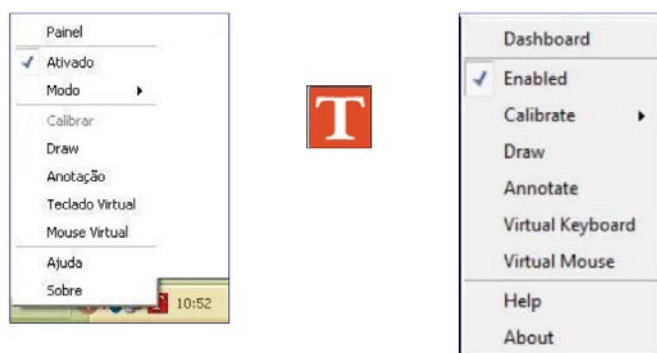 Painel
Ativado
Modo
Calibrar
Draw
Anotação
Teclado Virtual
Mouse Virtual
Ajuda
Sobre
10:52
T
Dashboard
Enabled
Calibrate
Draw
Annotate
Virtual Keyboard
Virtual Mouse
Help
About